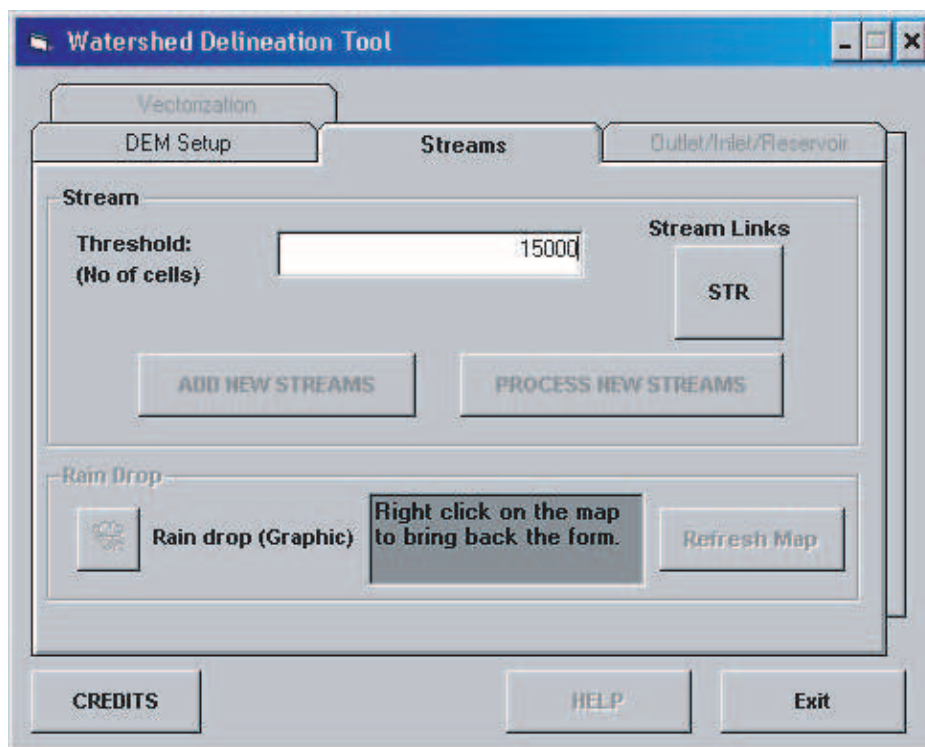 Watershed Delineation Tool
Vectorization
DEM Setup
Streams
Outlet/Inlet/Reservoir
Stream
Threshold:
(No of cells)
15000
Stream Links
STR
ADD NEW STREAMS
PROCESS NEW STREAMS
Rain Drop
Rain drop (Graphic)
Right click on the map
to bring back the form.
Refresh Map
CREDITS
HELP
Exit